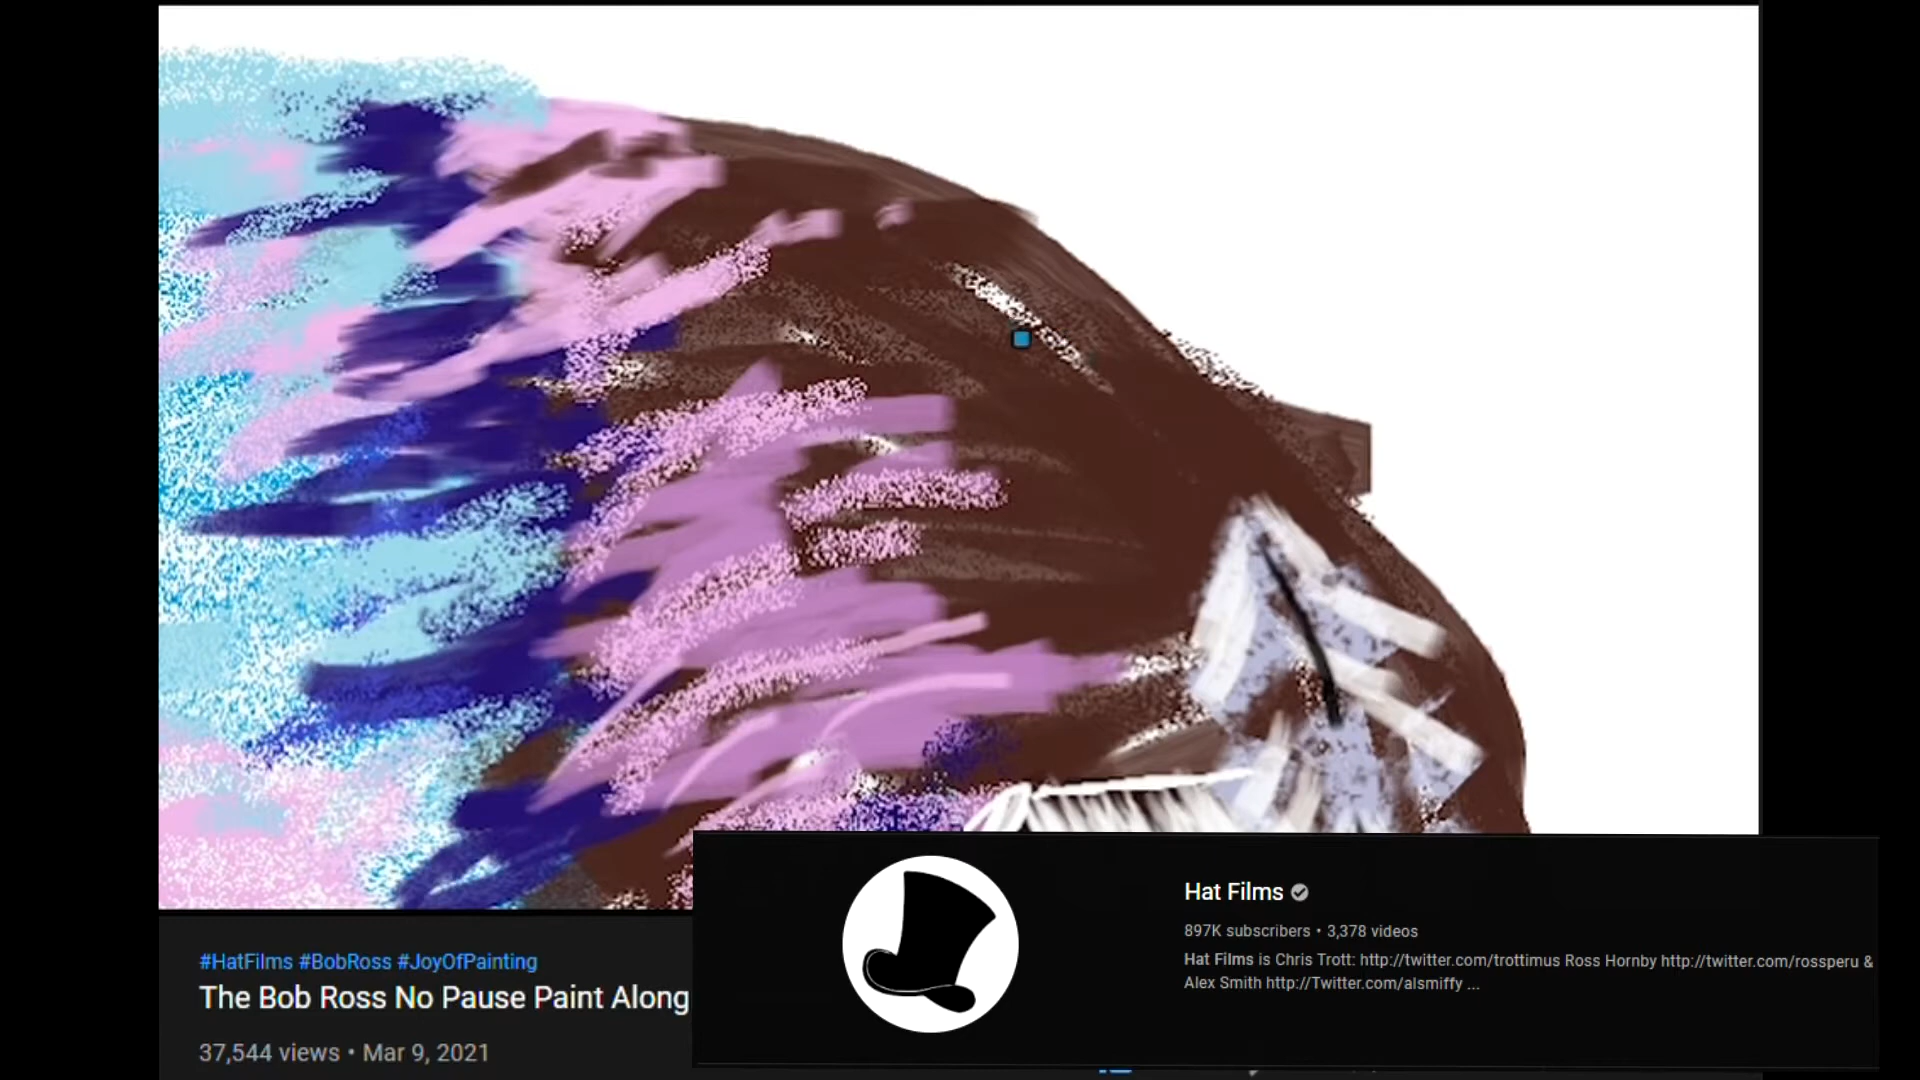 #HatFilms #BobRoss #JoyOfPainting
The Bob Ross No Pause Paint Along
37,544 views • Mar 9, 2021
Hat Films
897K subscribers • 3,378 videos
Hat Films is Chris Trott: http://twitter.com/trottimus Ross Hornby http://twitter.com/rossperu &
Alex Smith http://Twitter.com/alsmiffy ...